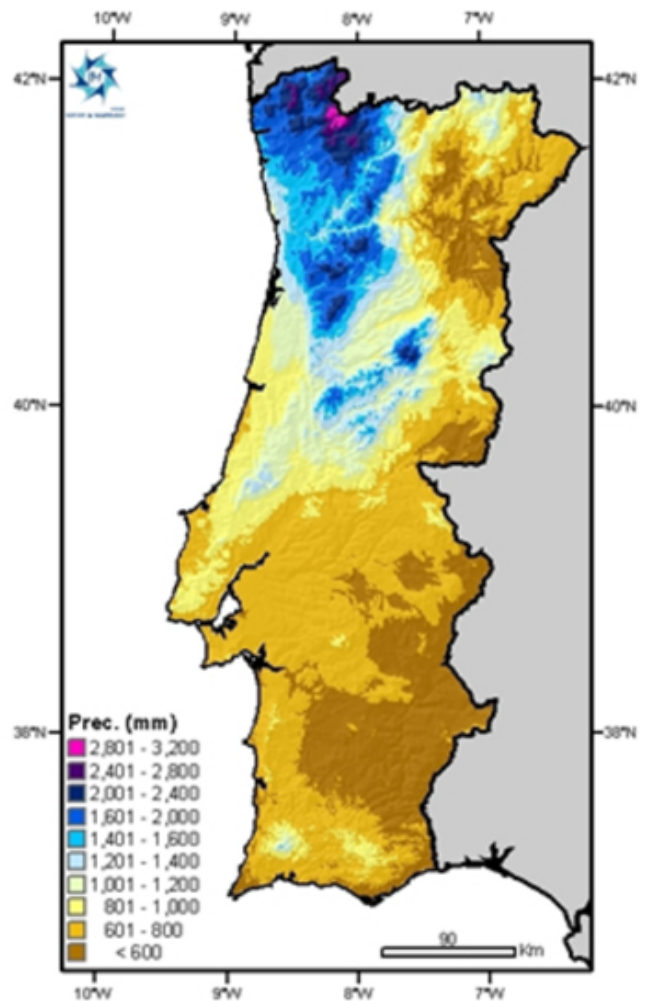 10°W 9°W 8°W 7°W
42°N 42°N
40°N 40°N
38°N 38°N
Prec. (mm)
2,801 - 3,200
2,401 - 2,800
2,001 - 2,400
1,601 - 2,000
1,401 - 1,600
1,201 - 1,400
1,001 - 1,200
801 - 1,000
601 - 800
< 600
90
Km
10°W 9°W 8°W 7°W